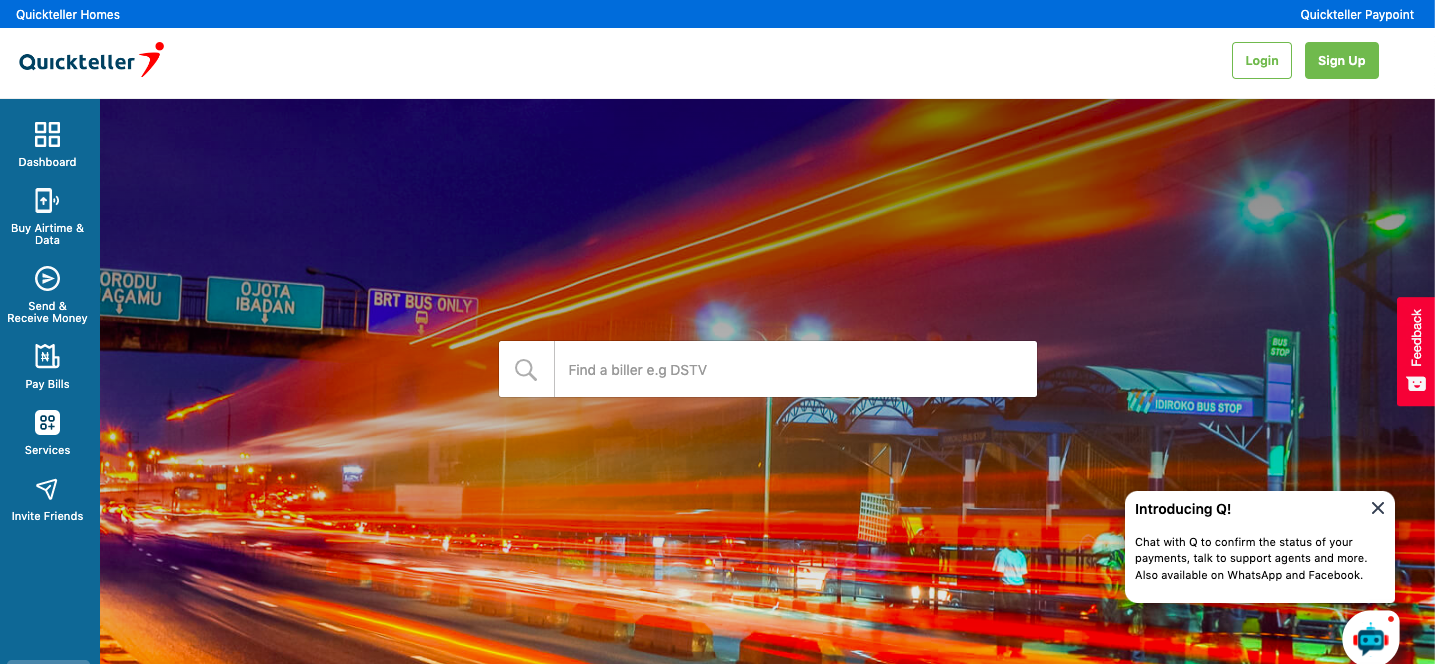 Quickteller Homes
Quickteller Paypoint
Quickteller
Login
Sign Up
Dashboard
Buy Airtime &
Data
Send &
Receive Money
Pay Bills
Services
Invite Friends
ORODU
AGAMU
OJOTA
IBADAN
BRT BUS ONLY
Find a biller e.g DSTV
BUS
STOP
IDIROKO BUS STOP
IDIROKO BUS STOP
Feedback
Introducing Q!
Chat with Q to confirm the status of your
payments, talk to support agents and more.
Also available on WhatsApp and Facebook.